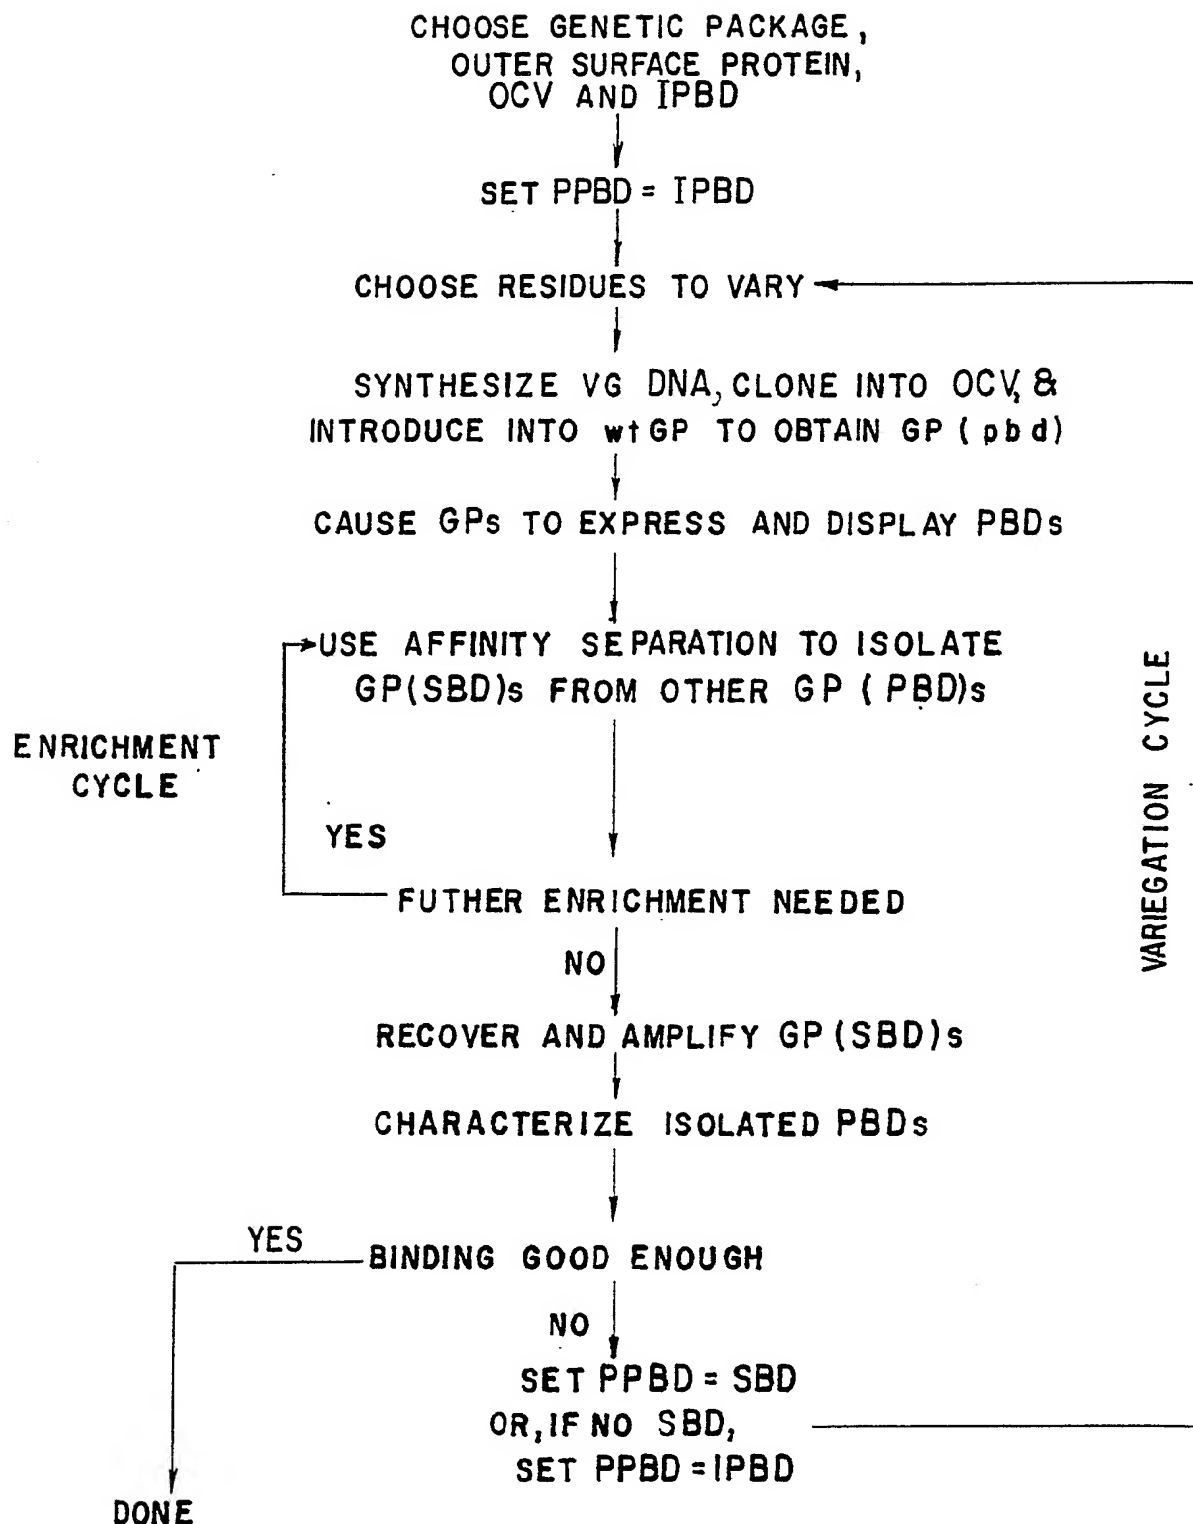 CHOOSE GENETIC PACKAGE,
OUTER SURFACE PROTEIN,
OCV AND IPBD
SET PPBD = IPBD
CHOOSE RESIDUES TO VARY
SYNTHESIZE VG DNA, CLONE INTO OCV, &
INTRODUCE INTO wtGP TO OBTAIN GP (pbd)
CAUSE GPs TO EXPRESS AND DISPLAY PBDs
USE AFFINITY SEPARATION TO ISOLATE
GP(SBD)s FROM OTHER GP (PBD)s
ENRICHMENT
CYCLE
YES
VARIEGATION CYCLE
FUTHER ENRICHMENT NEEDED
NO
RECOVER AND AMPLIFY GP(SBD)s
CHARACTERIZE ISOLATED PBDs
YES
BINDING GOOD ENOUGH
NO
SET PPBD = SBD
OR, IF NO SBD,
SET PPBD = IPBD
DONE